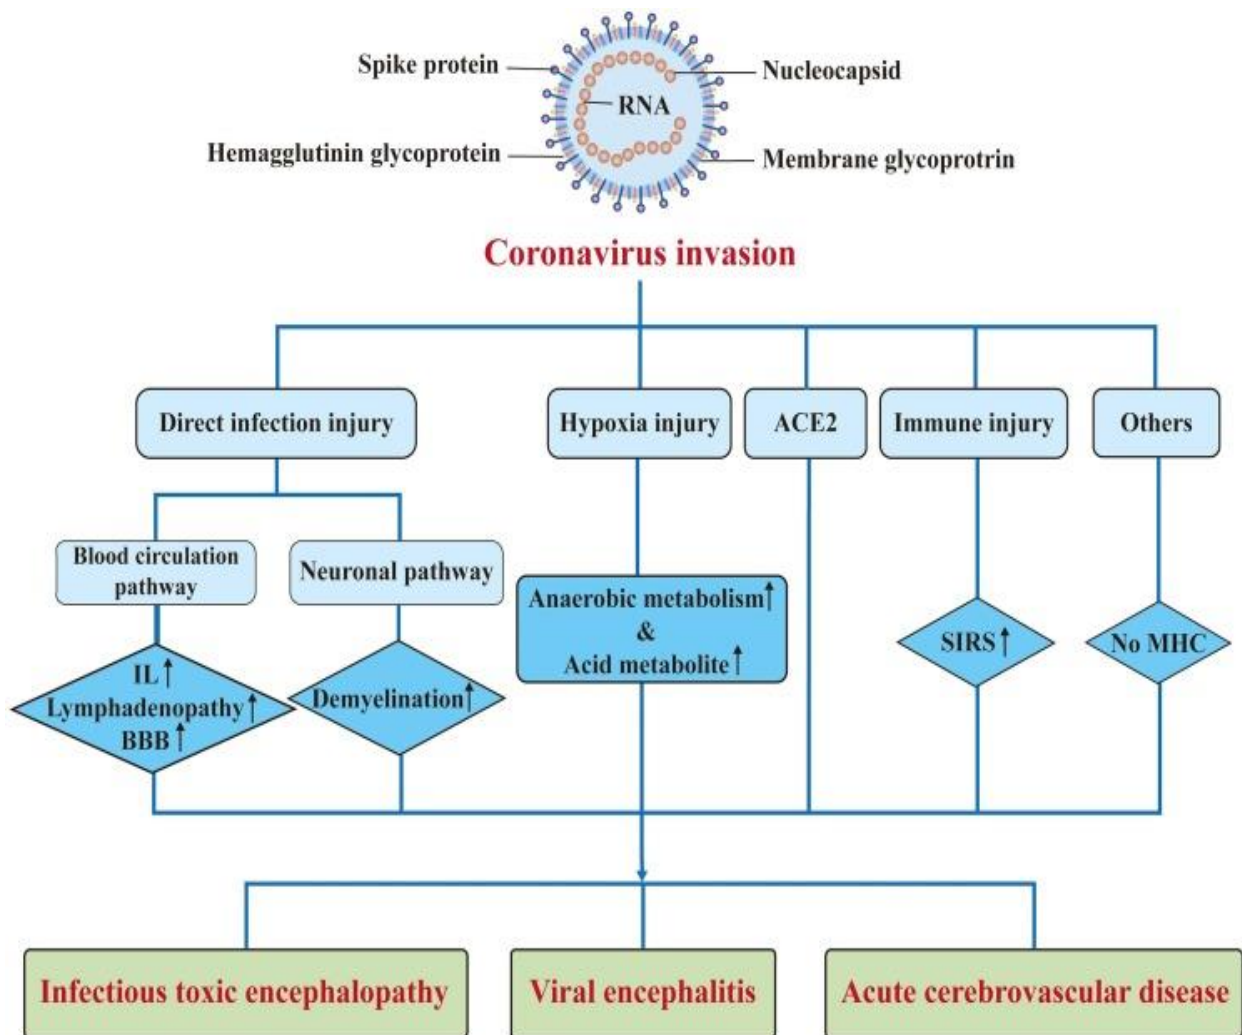 Spike protein
Nucleocapsid
RNA
Hemagglutinin glycoprotein
Membrane glycoprotrin
Coronavirus invasion
Direct infection injury
Hypoxia injury
ACE2
Immune injury
Others
Blood circulation
pathway
Neuronal pathway
Anaerobic metabolism↑
&
Acid metabolite↑
SIRS↑
No MHC
IL↑
Lymphadenopathy↑
BBB↑
Demyelination↑
Infectious toxic encephalopathy
Viral encephalitis
Acute cerebrovascular disease